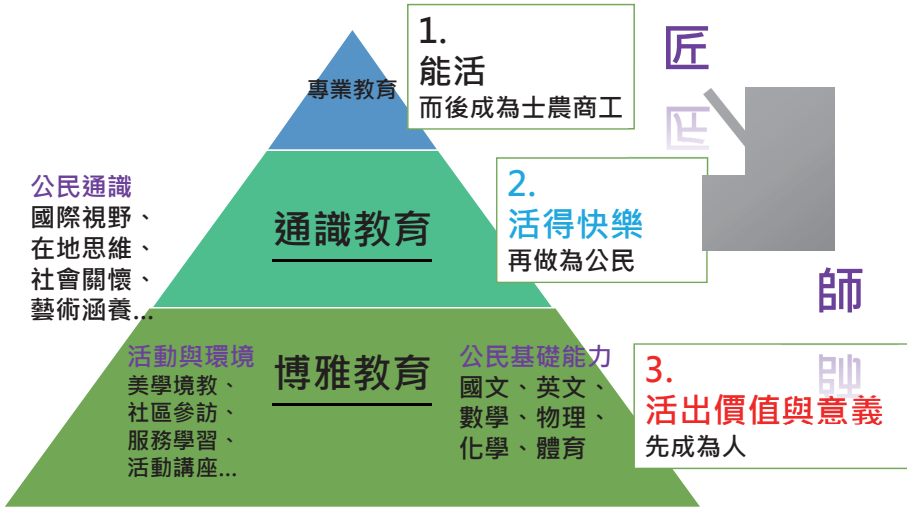 專業教育
1.
能活
而後成為士農商工
匠
匠
公民通識
國際視野、
在地思維、
社會關懷、
藝術涵養...
通識教育
2.
活得快樂
再做為公民
師
師
活動與環境
美學境教、
社區參訪、
服務學習、
活動講座...
博雅教育
公民基礎能力
國文、英文、
數學、物理、
化學、體育
3.
活出價值與意義
先成為人